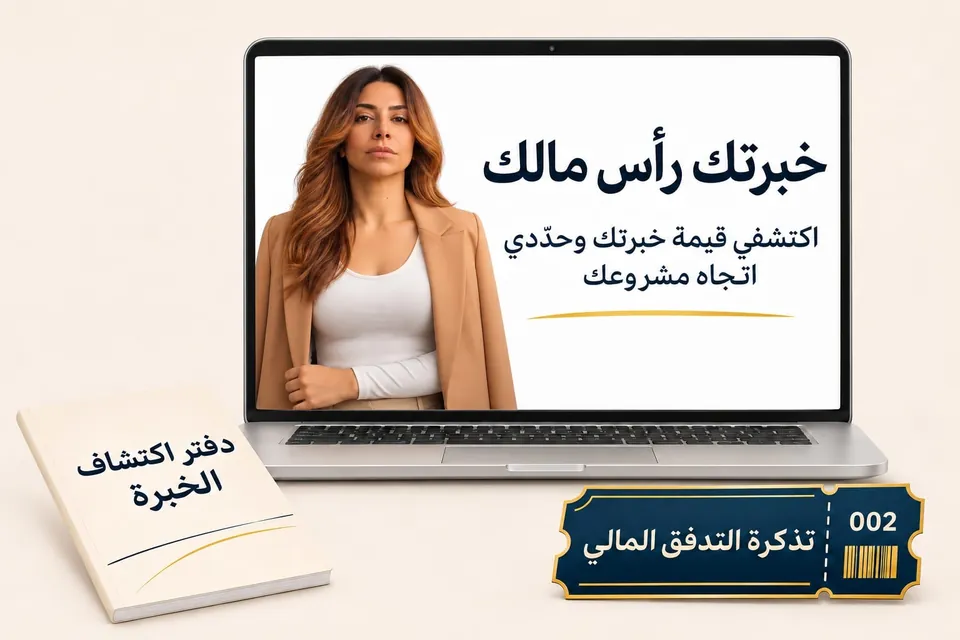 خبرتك رأس مالك
اكتشفي قيمة خبرتك وحدّدي
اتجاه مشروعك
دفتر اكتشاف
الخبرة
تذكرة التدفق المالي
002